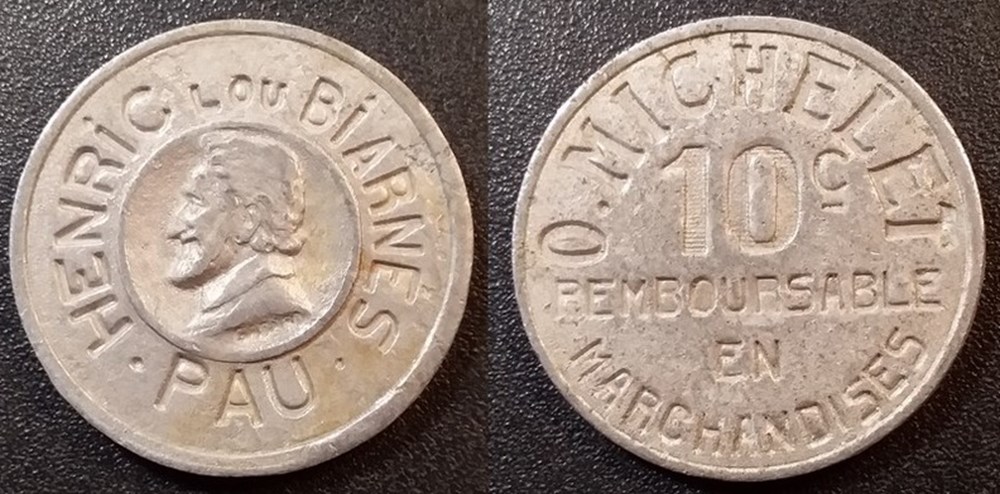 HENRIC LOU BIARNES
· PAU ·
O. MICHELET
10 C
REMBOURSABLE
EN
MARCHANDISES